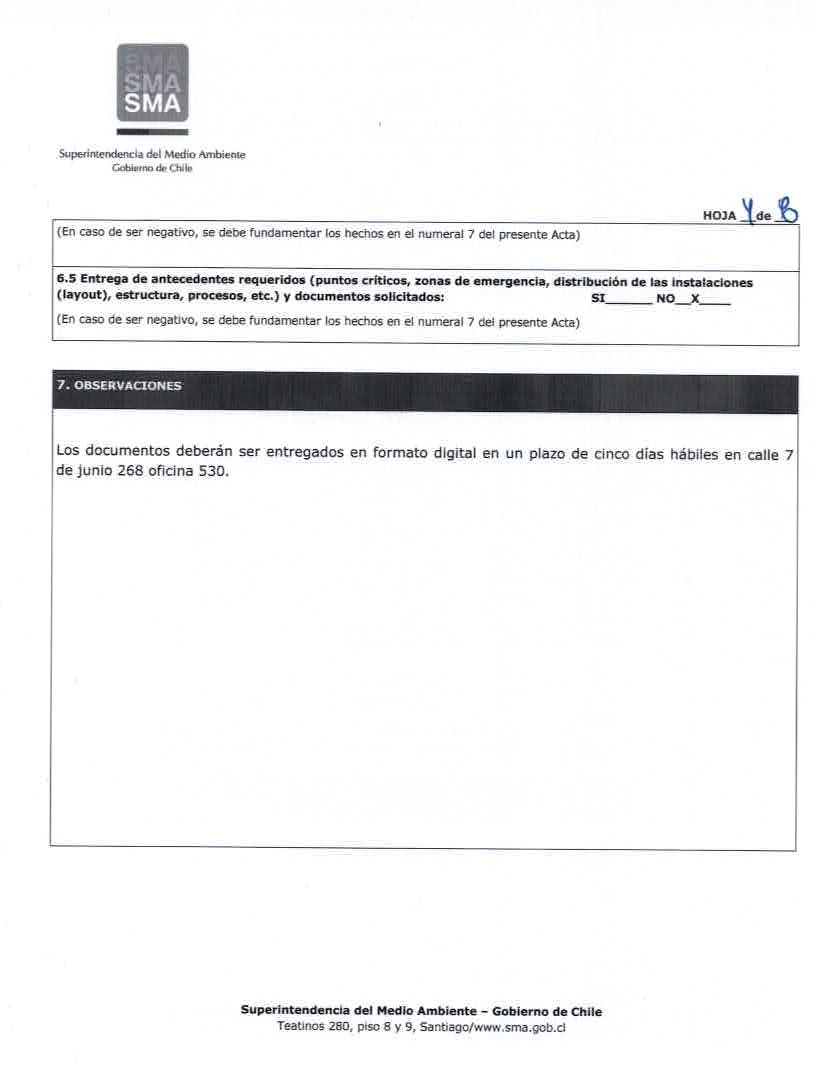 SMA
SMA
SMA
Superintendencia del Medio Ambiente
Gobierno de Chile
HOJA 4 de 8
(En caso de ser negativo, se debe fundamentar los hechos en el numeral 7 del presente Acta)
6.5 Entrega de antecedentes requeridos (puntos críticos, zonas de emergencia, distribución de las instalaciones
(layout), estructura, procesos, etc.) y documentos solicitados: SI______ NO__X____
(En caso de ser negativo, se debe fundamentar los hechos en el numeral 7 del presente Acta)
7. OBSERVACIONES
Los documentos deberán ser entregados en formato digital en un plazo de cinco días hábiles en calle 7
de junio 268 oficina 530.
Superintendencia del Medio Ambiente – Gobierno de Chile
Teatinos 280, piso 8 y 9, Santiago/www.sma.gob.cl